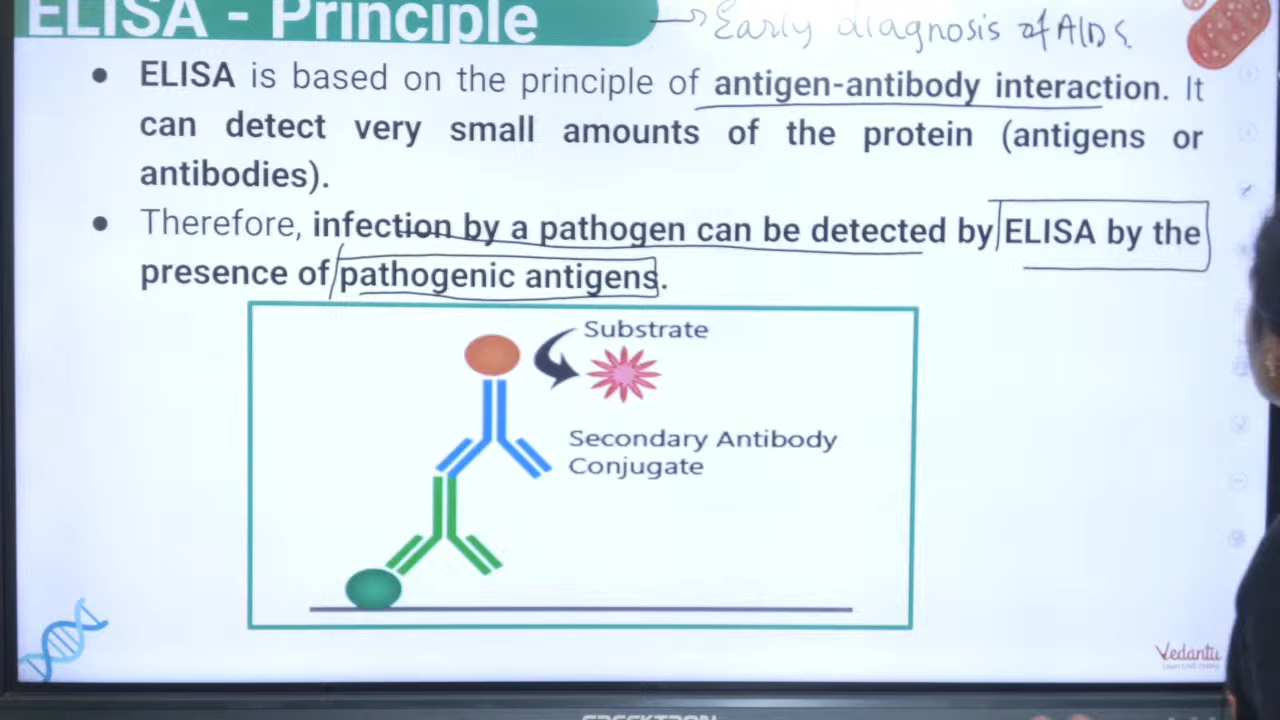 ELISA - Principle
→ Early diagnosis of AIDS
• ELISA is based on the principle of antigen-antibody interaction. It
can detect very small amounts of the protein (antigens or
antibodies).
• Therefore, infection by a pathogen can be detected by ELISA by the
presence of pathogenic antigens.
Substrate
Secondary Antibody
Conjugate
Vedantu